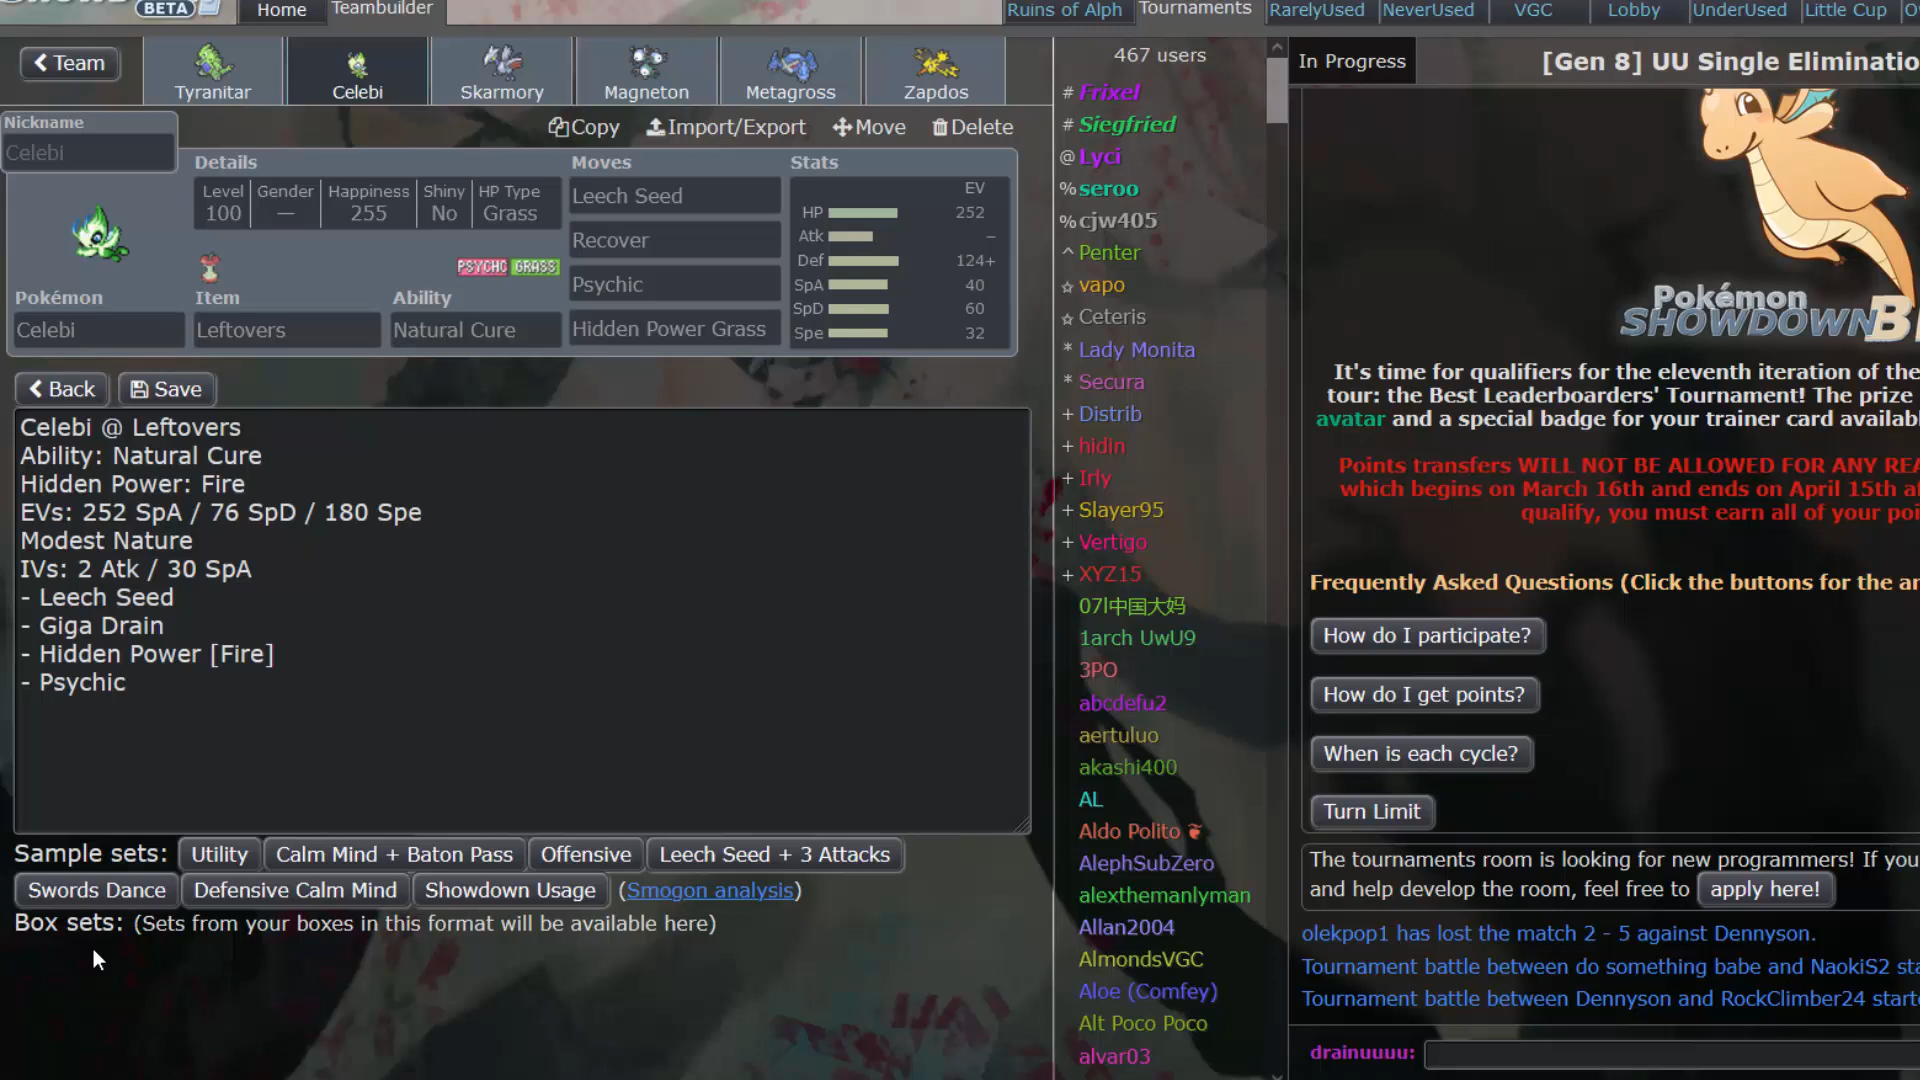 BETA
Home
Teambuilder
Ruins of Alph
Tournaments
RarelyUsed
NeverUsed
VGC
Lobby
UnderUsed
Little Cup
Team
Tyranitar
Celebi
Skarmory
Magneton
Metagross
Zapdos
Copy
Import/Export
Move
Delete
Nickname
Celebi
Details
Level
100
Gender
—
Happiness
255
Shiny
No
HP Type
Grass
PSYCHC GRASS
Pokémon
Celebi
Item
Leftovers
Ability
Natural Cure
Moves
Leech Seed
Recover
Psychic
Hidden Power Grass
Stats
EV
HP 252
Atk –
Def 124+
SpA 40
SpD 60
Spe 32
Back
Save
Celebi @ Leftovers
Ability: Natural Cure
Hidden Power: Fire
EVs: 252 SpA / 76 SpD / 180 Spe
Modest Nature
IVs: 2 Atk / 30 SpA
- Leech Seed
- Giga Drain
- Hidden Power [Fire]
- Psychic
Sample sets: Utility Calm Mind + Baton Pass Offensive Leech Seed + 3 Attacks
Swords Dance Defensive Calm Mind Showdown Usage (Smogon analysis)
Box sets: (Sets from your boxes in this format will be available here)
467 users
# Frixel
# Siegfried
@ Lyci
% seroo
% cjw405
^ Penter
☆ vapo
☆ Ceteris
* Lady Monita
* Secura
+ Distrib
+ hidin
+ Irly
+ Slayer95
+ Vertigo
+ XYZ15
07l中国大妈
1arch UwU9
3PO
abcdefu2
aertuluo
akashi400
AL
Aldo Polito
AlephSubZero
alexthemanlyman
Allan2004
AlmondsVGC
Aloe (Comfey)
Alt Poco Poco
alvar03
In Progress
[Gen 8] UU Single Eliminatio
Pokémon
SHOWDOWN B
It's time for qualifiers for the eleventh iteration of the
tour: the Best Leaderboarders' Tournament! The prize
avatar and a special badge for your trainer card availabl
Points transfers WILL NOT BE ALLOWED FOR ANY REA
which begins on March 16th and ends on April 15th a
qualify, you must earn all of your poi
Frequently Asked Questions (Click the buttons for the an
How do I participate?
How do I get points?
When is each cycle?
Turn Limit
The tournaments room is looking for new programmers! If you
and help develop the room, feel free to apply here!
olekpop1 has lost the match 2 - 5 against Dennyson.
Tournament battle between do something babe and NaokiS2 sta
Tournament battle between Dennyson and RockClimber24 starte
drainuuuu: